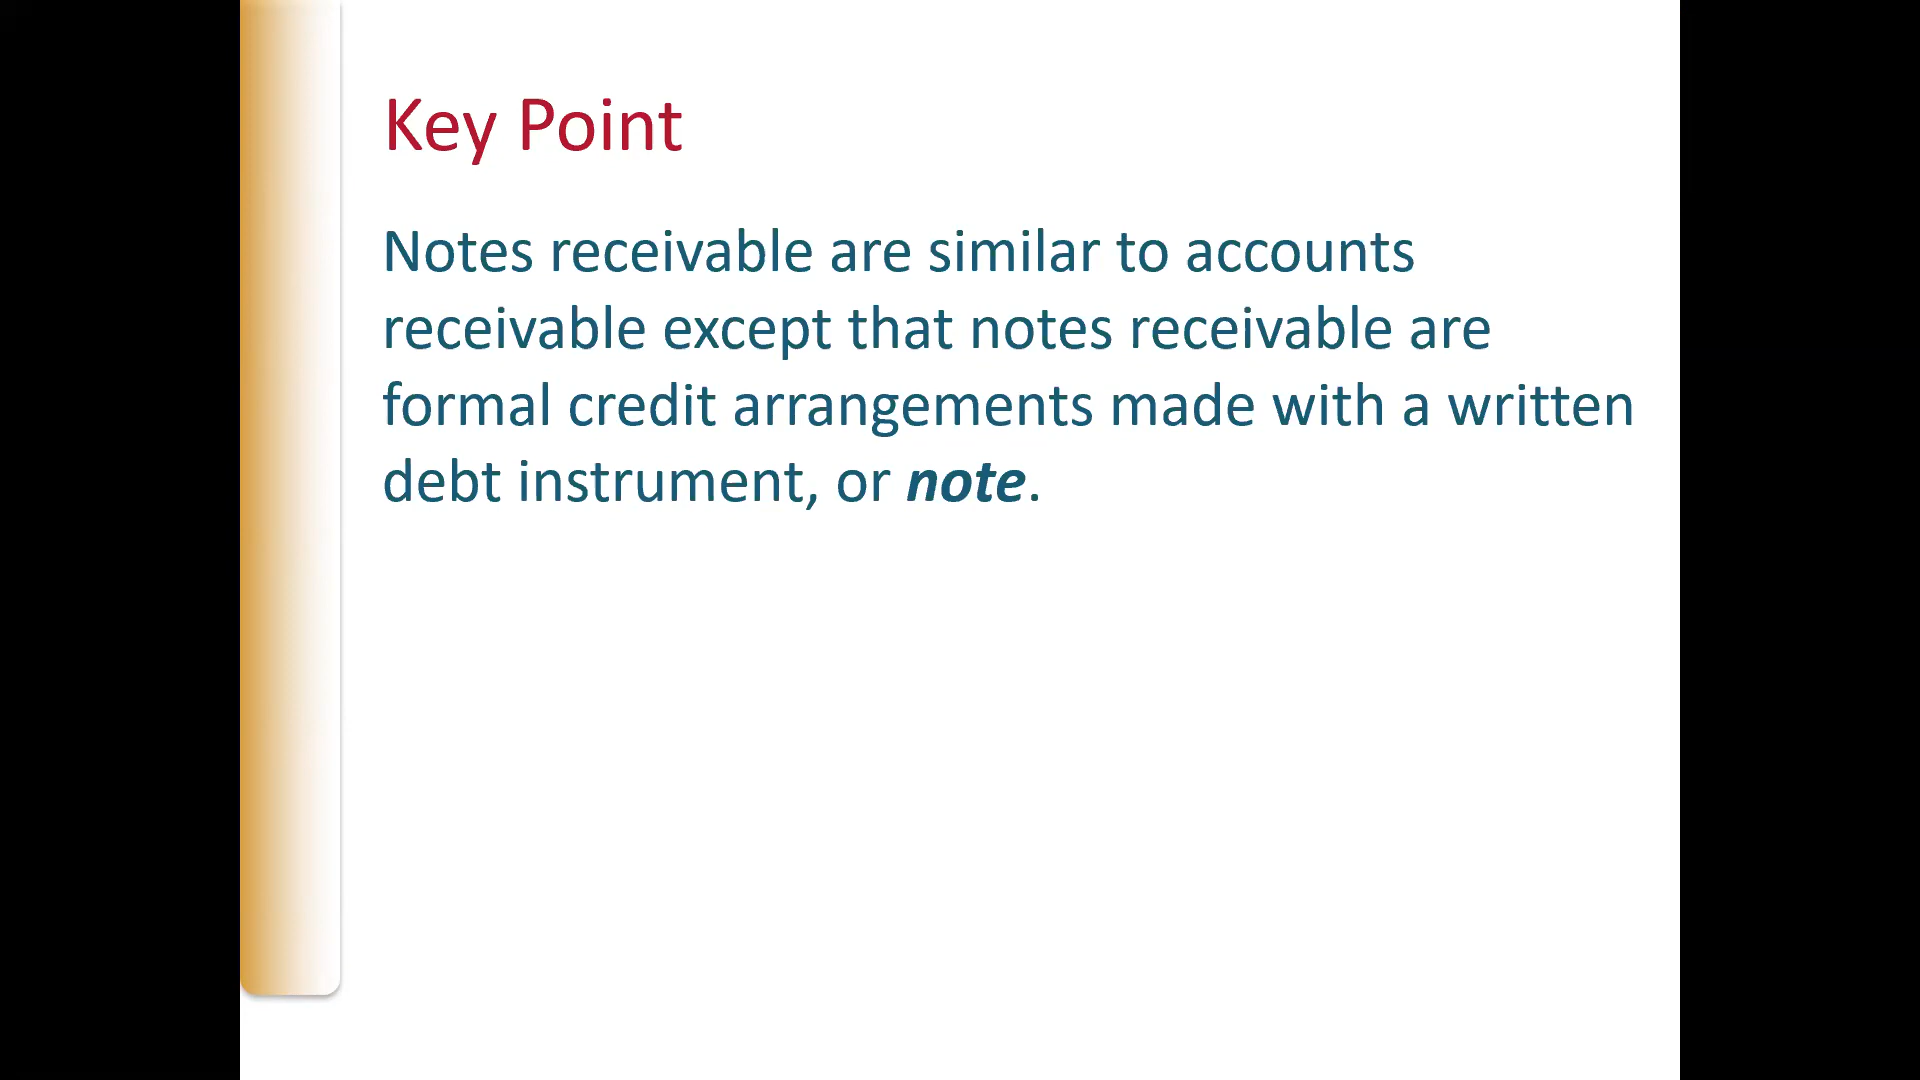 Key Point
Notes receivable are similar to accounts
receivable except that notes receivable are
formal credit arrangements made with a written
debt instrument, or note.